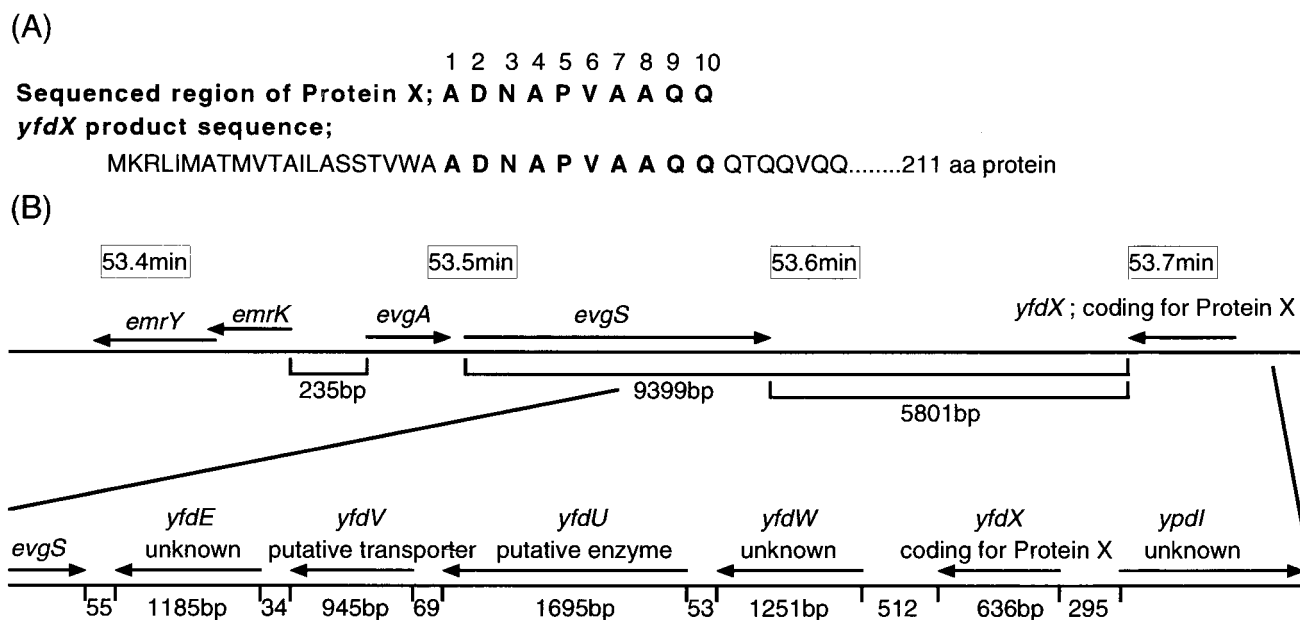 (A)
1 2 3 4 5 6 7 8 9 10
Sequenced region of Protein X; A D N A P V A A Q Q
yfdX product sequence;
MKRLIMATMVTAILASSTVWA A D N A P V A A Q Q QTQQVQQ........211 aa protein
(B)
53.4min 53.5min 53.6min 53.7min
emrY emrK evgA evgS yfdX ; coding for Protein X
235bp 9399bp
5801bp
yfdE yfdV yfdU yfdW yfdX ypdI
evgS unknown putative transporter putative enzyme unknown coding for Protein X unknown
55 1185bp 34 945bp 69 1695bp 53 1251bp 512 636bp 295